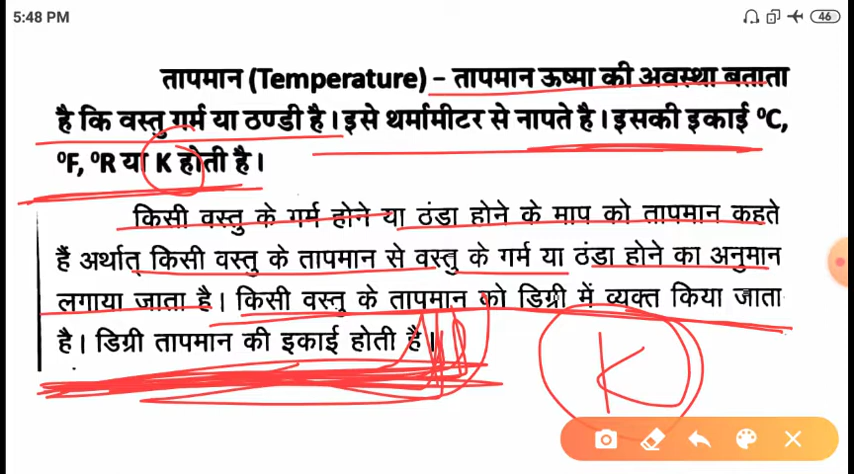 5:48 PM
46
तापमान (Temperature) – तापमान ऊष्मा की अवस्था बताता
है कि वस्तु गर्म या ठण्डी है। इसे थर्मामीटर से नापते है। इसकी इकाई ⁰C,
⁰F, ⁰R या K होती है।
किसी वस्तु के गर्म होने या ठंडा होने के माप को तापमान कहते
हैं अर्थात् किसी वस्तु के तापमान से वस्तु के गर्म या ठंडा होने का अनुमान
लगाया जाता है। किसी वस्तु के तापमान को डिग्री में व्यक्त किया जाता
है। डिग्री तापमान की इकाई होती है।
K